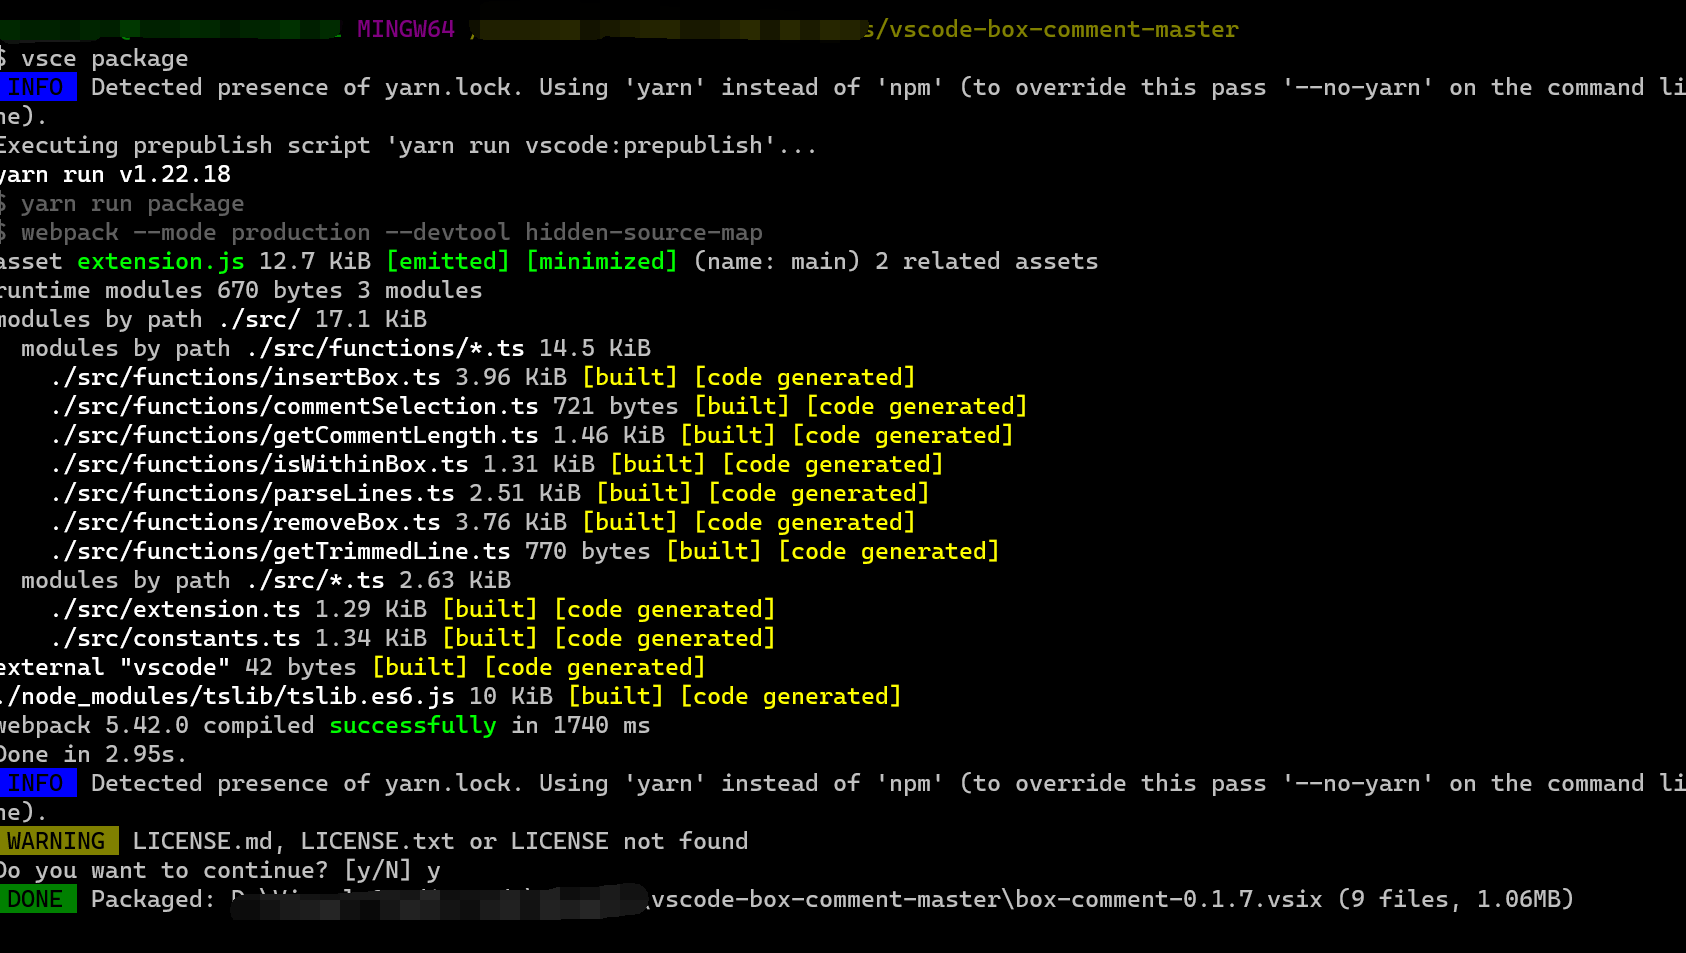 MINGW64 /vscode-box-comment-master
$ vsce package
INFO Detected presence of yarn.lock. Using 'yarn' instead of 'npm' (to override this pass '--no-yarn' on the command li
ne).
Executing prepublish script 'yarn run vscode:prepublish'...
yarn run v1.22.18
$ yarn run package
$ webpack --mode production --devtool hidden-source-map
asset extension.js 12.7 KiB [emitted] [minimized] (name: main) 2 related assets
runtime modules 670 bytes 3 modules
modules by path ./src/ 17.1 KiB
modules by path ./src/functions/*.ts 14.5 KiB
./src/functions/insertBox.ts 3.96 KiB [built] [code generated]
./src/functions/commentSelection.ts 721 bytes [built] [code generated]
./src/functions/getCommentLength.ts 1.46 KiB [built] [code generated]
./src/functions/isWithinBox.ts 1.31 KiB [built] [code generated]
./src/functions/parseLines.ts 2.51 KiB [built] [code generated]
./src/functions/removeBox.ts 3.76 KiB [built] [code generated]
./src/functions/getTrimmedLine.ts 770 bytes [built] [code generated]
modules by path ./src/*.ts 2.63 KiB
./src/extension.ts 1.29 KiB [built] [code generated]
./src/constants.ts 1.34 KiB [built] [code generated]
external "vscode" 42 bytes [built] [code generated]
./node_modules/tslib/tslib.es6.js 10 KiB [built] [code generated]
webpack 5.42.0 compiled successfully in 1740 ms
Done in 2.95s.
INFO Detected presence of yarn.lock. Using 'yarn' instead of 'npm' (to override this pass '--no-yarn' on the command li
ne).
WARNING LICENSE.md, LICENSE.txt or LICENSE not found
Do you want to continue? [y/N] y
DONE Packaged: \vscode-box-comment-master\box-comment-0.1.7.vsix (9 files, 1.06MB)